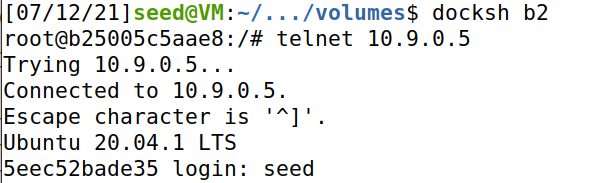 [07/12/21]seed@VM:~/.../volumes$ docksh b2
root@b25005c5aae8:/# telnet 10.9.0.5
Trying 10.9.0.5...
Connected to 10.9.0.5.
Escape character is '^]'.
Ubuntu 20.04.1 LTS
5eec52bade35 login: seed